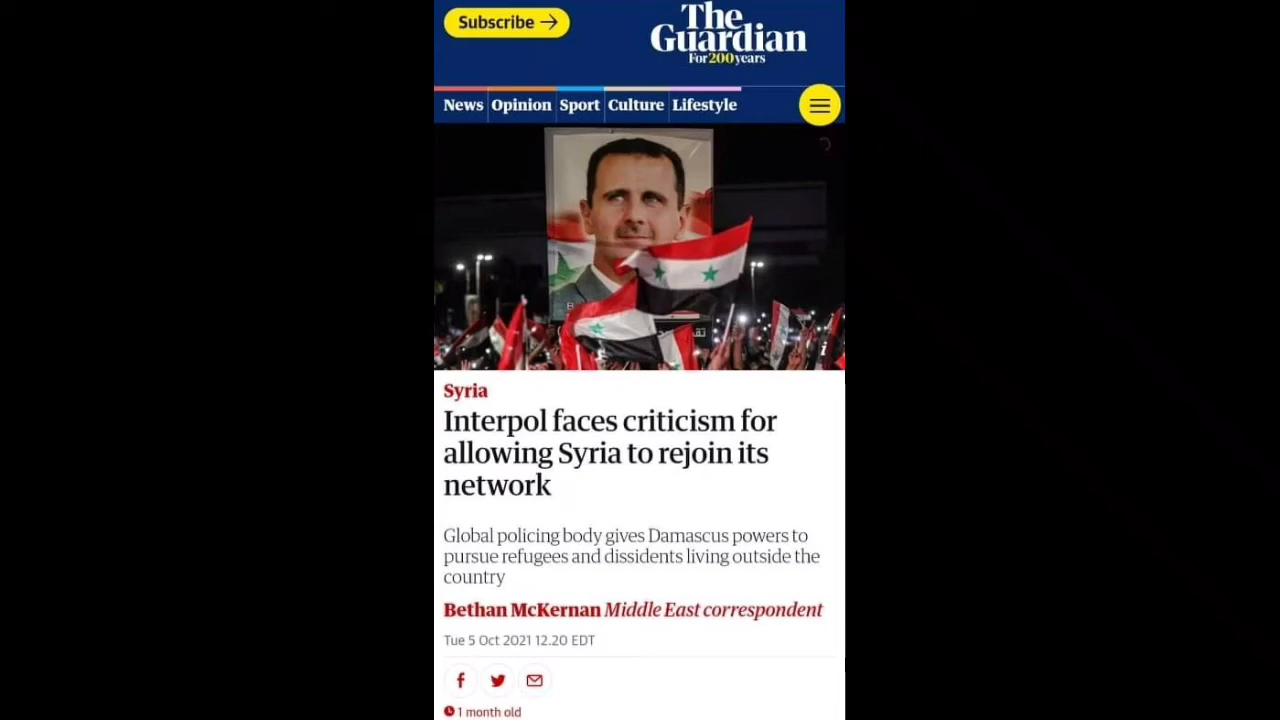 Subscribe →
The
Guardian
For 200 years
News
Opinion
Sport
Culture
Lifestyle
Syria
Interpol faces criticism for
allowing Syria to rejoin its
network
Global policing body gives Damascus powers to
pursue refugees and dissidents living outside the
country
Bethan McKernan Middle East correspondent
Tue 5 Oct 2021 12.20 EDT
1 month old